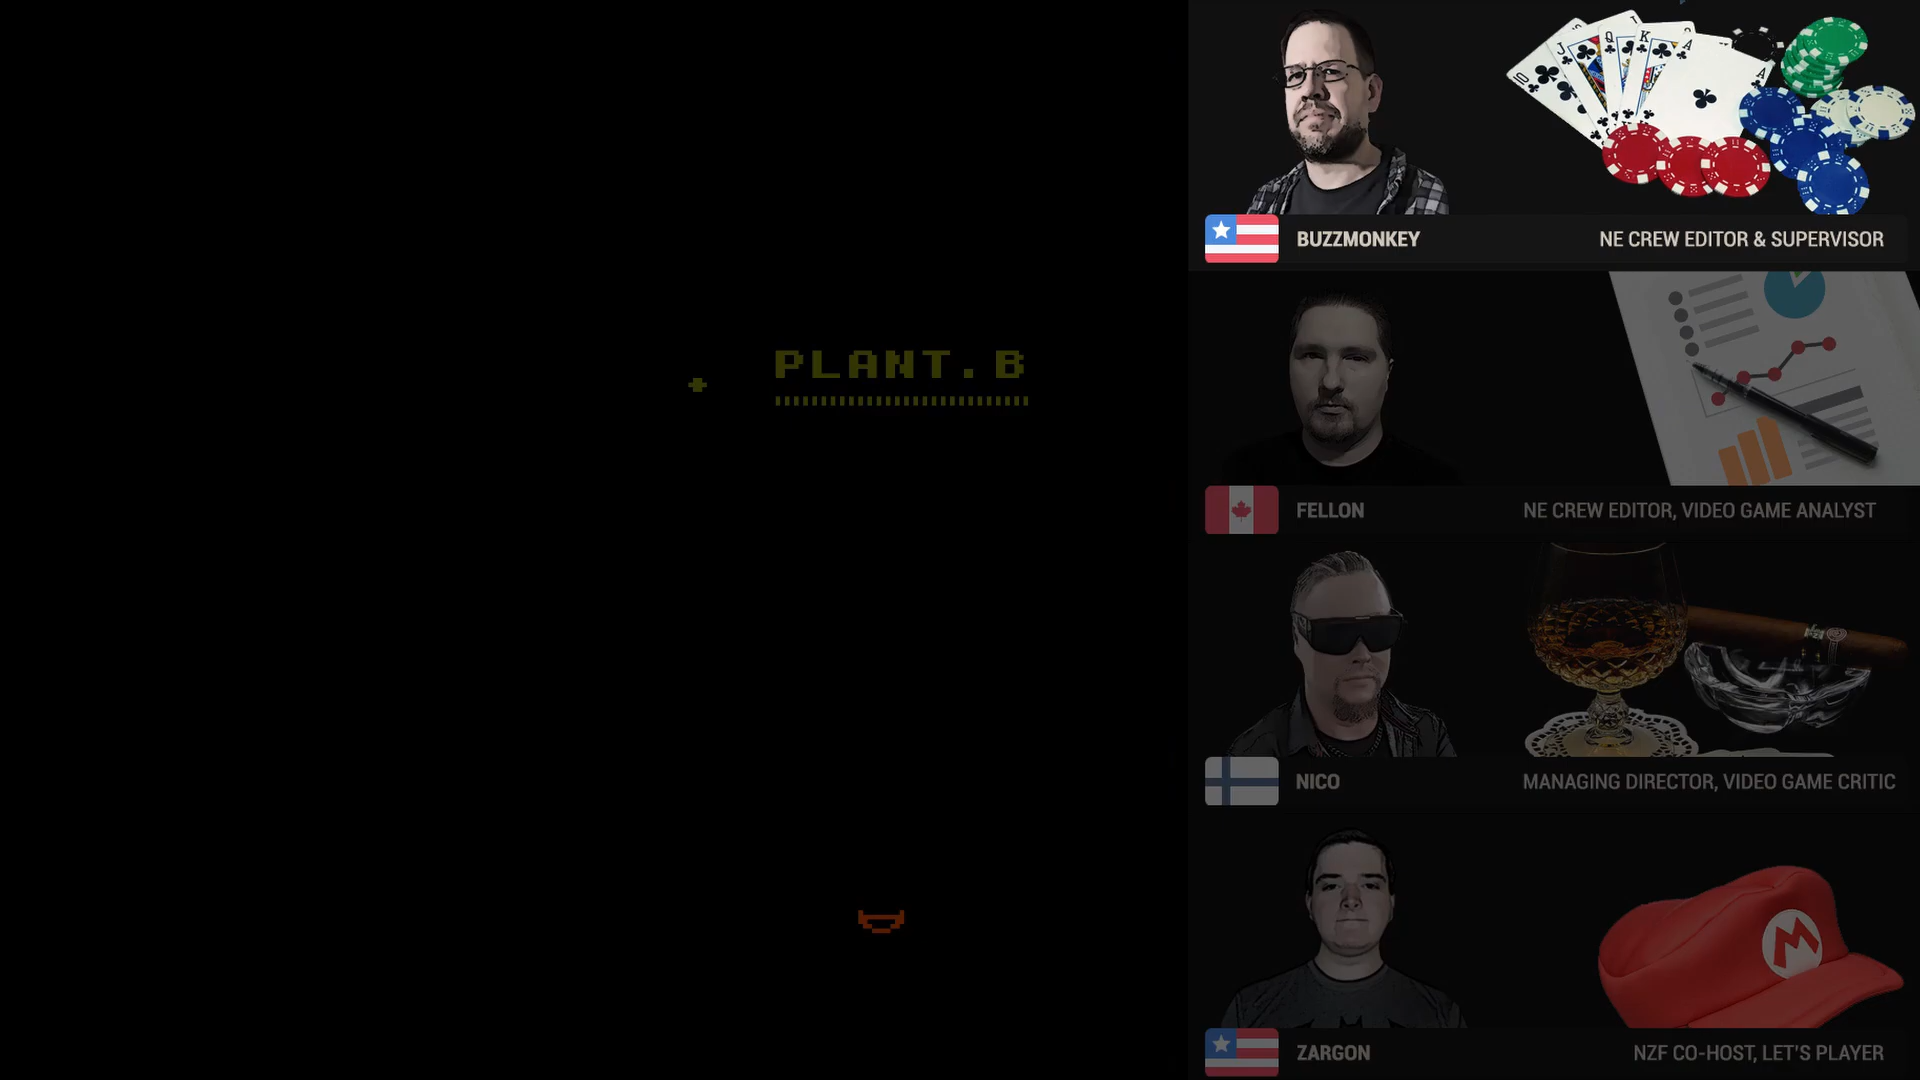 PLANT.B
10
J
Q
K
A
A
BUZZMONKEY
NE CREW EDITOR & SUPERVISOR
FELLON
NE CREW EDITOR, VIDEO GAME ANALYST
NICO
MANAGING DIRECTOR, VIDEO GAME CRITIC
M
ZARGON
NZF CO-HOST, LET'S PLAYER